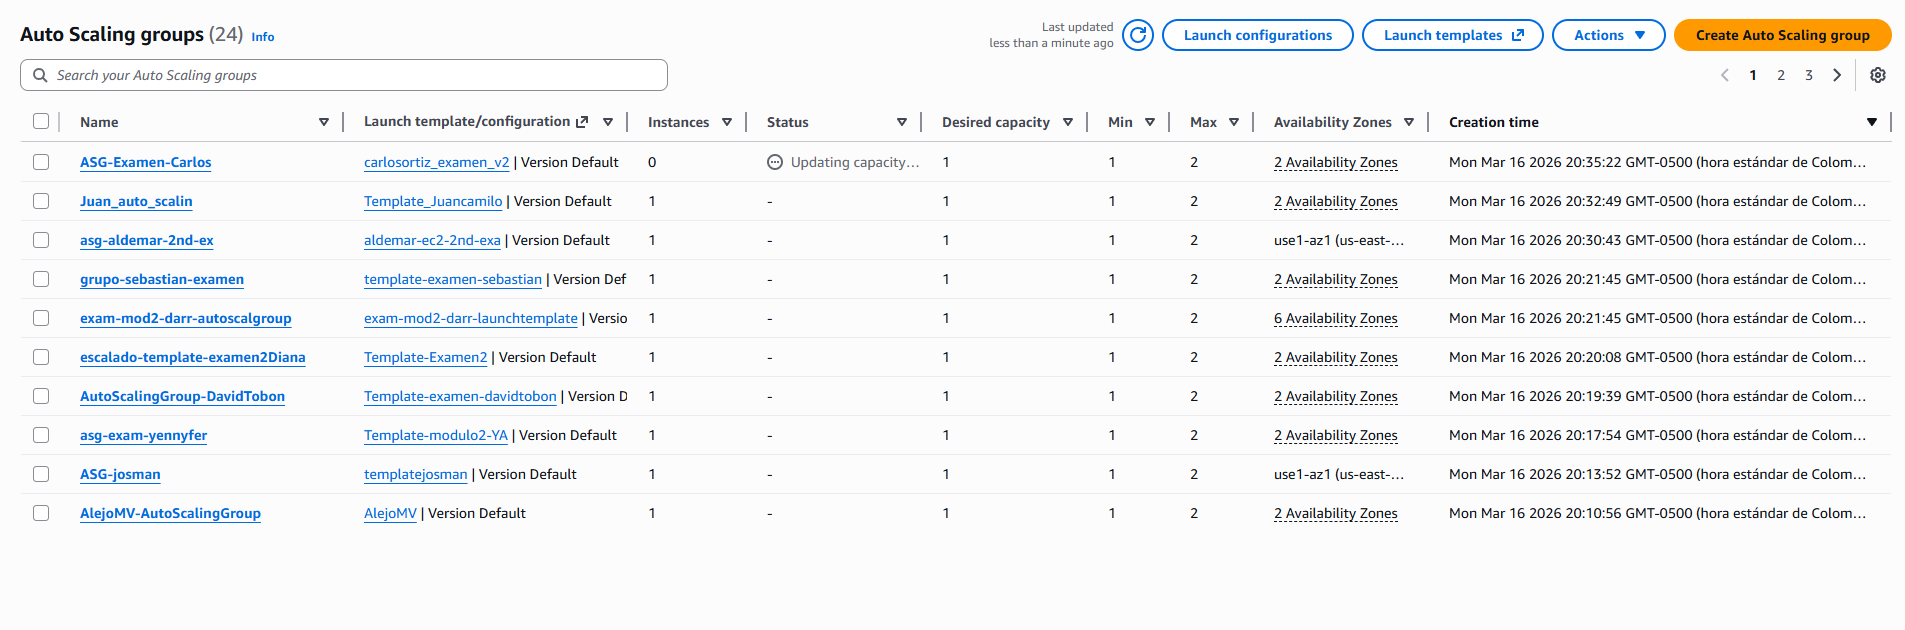 Auto Scaling groups (24) Info
Last updated
less than a minute ago
Launch configurations
Launch templates
Actions
Create Auto Scaling group
Search your Auto Scaling groups
1 2 3
Name Launch template/configuration Instances Status Desired capacity Min Max Availability Zones Creation time
ASG-Examen-Carlos carlosortiz_examen_v2 | Version Default 0 Updating capacity… 1 1 2 2 Availability Zones Mon Mar 16 2026 20:35:22 GMT-0500 (hora estándar de Colom…
Juan_auto_scalin Template_Juancamilo | Version Default 1 - 1 1 2 2 Availability Zones Mon Mar 16 2026 20:32:49 GMT-0500 (hora estándar de Colom…
asg-aldemar-2nd-ex aldemar-ec2-2nd-exa | Version Default 1 - 1 1 2 use1-az1 (us-east-… Mon Mar 16 2026 20:30:43 GMT-0500 (hora estándar de Colom…
grupo-sebastian-examen template-examen-sebastian | Version Def 1 - 1 1 2 2 Availability Zones Mon Mar 16 2026 20:21:45 GMT-0500 (hora estándar de Colom…
exam-mod2-darr-autoscalgroup exam-mod2-darr-launchtemplate | Versio 1 - 1 1 2 6 Availability Zones Mon Mar 16 2026 20:21:45 GMT-0500 (hora estándar de Colom…
escalado-template-examen2Diana Template-Examen2 | Version Default 1 - 1 1 2 2 Availability Zones Mon Mar 16 2026 20:20:08 GMT-0500 (hora estándar de Colom…
AutoScalingGroup-DavidTobon Template-examen-davidtobon | Version D 1 - 1 1 2 2 Availability Zones Mon Mar 16 2026 20:19:39 GMT-0500 (hora estándar de Colom…
asg-exam-yennyfer Template-modulo2-YA | Version Default 1 - 1 1 2 2 Availability Zones Mon Mar 16 2026 20:17:54 GMT-0500 (hora estándar de Colom…
ASG-josman templatejosman | Version Default 1 - 1 1 2 use1-az1 (us-east-… Mon Mar 16 2026 20:13:52 GMT-0500 (hora estándar de Colom…
AlejoMV-AutoScalingGroup AlejoMV | Version Default 1 - 1 1 2 2 Availability Zones Mon Mar 16 2026 20:10:56 GMT-0500 (hora estándar de Colom…